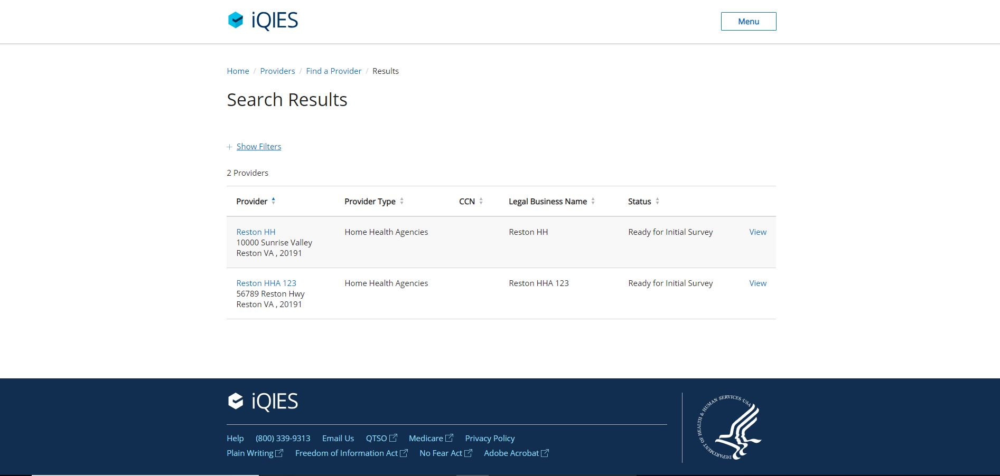 iQIES
Menu
Home / Providers / Find a Provider / Results
Search Results
+ Show Filters
2 Providers
Provider Provider Type CCN Legal Business Name Status
Reston HH Home Health Agencies Reston HH Ready for Initial Survey View
10000 Sunrise Valley
Reston VA , 20191
Reston HHA 123 Home Health Agencies Reston HHA 123 Ready for Initial Survey View
56789 Reston Hwy
Reston VA , 20191
iQIES
Help (800) 339-9313 Email Us QTSO Medicare Privacy Policy
Plain Writing Freedom of Information Act No Fear Act Adobe Acrobat
DEPARTMENT OF HEALTH & HUMAN SERVICES·USA